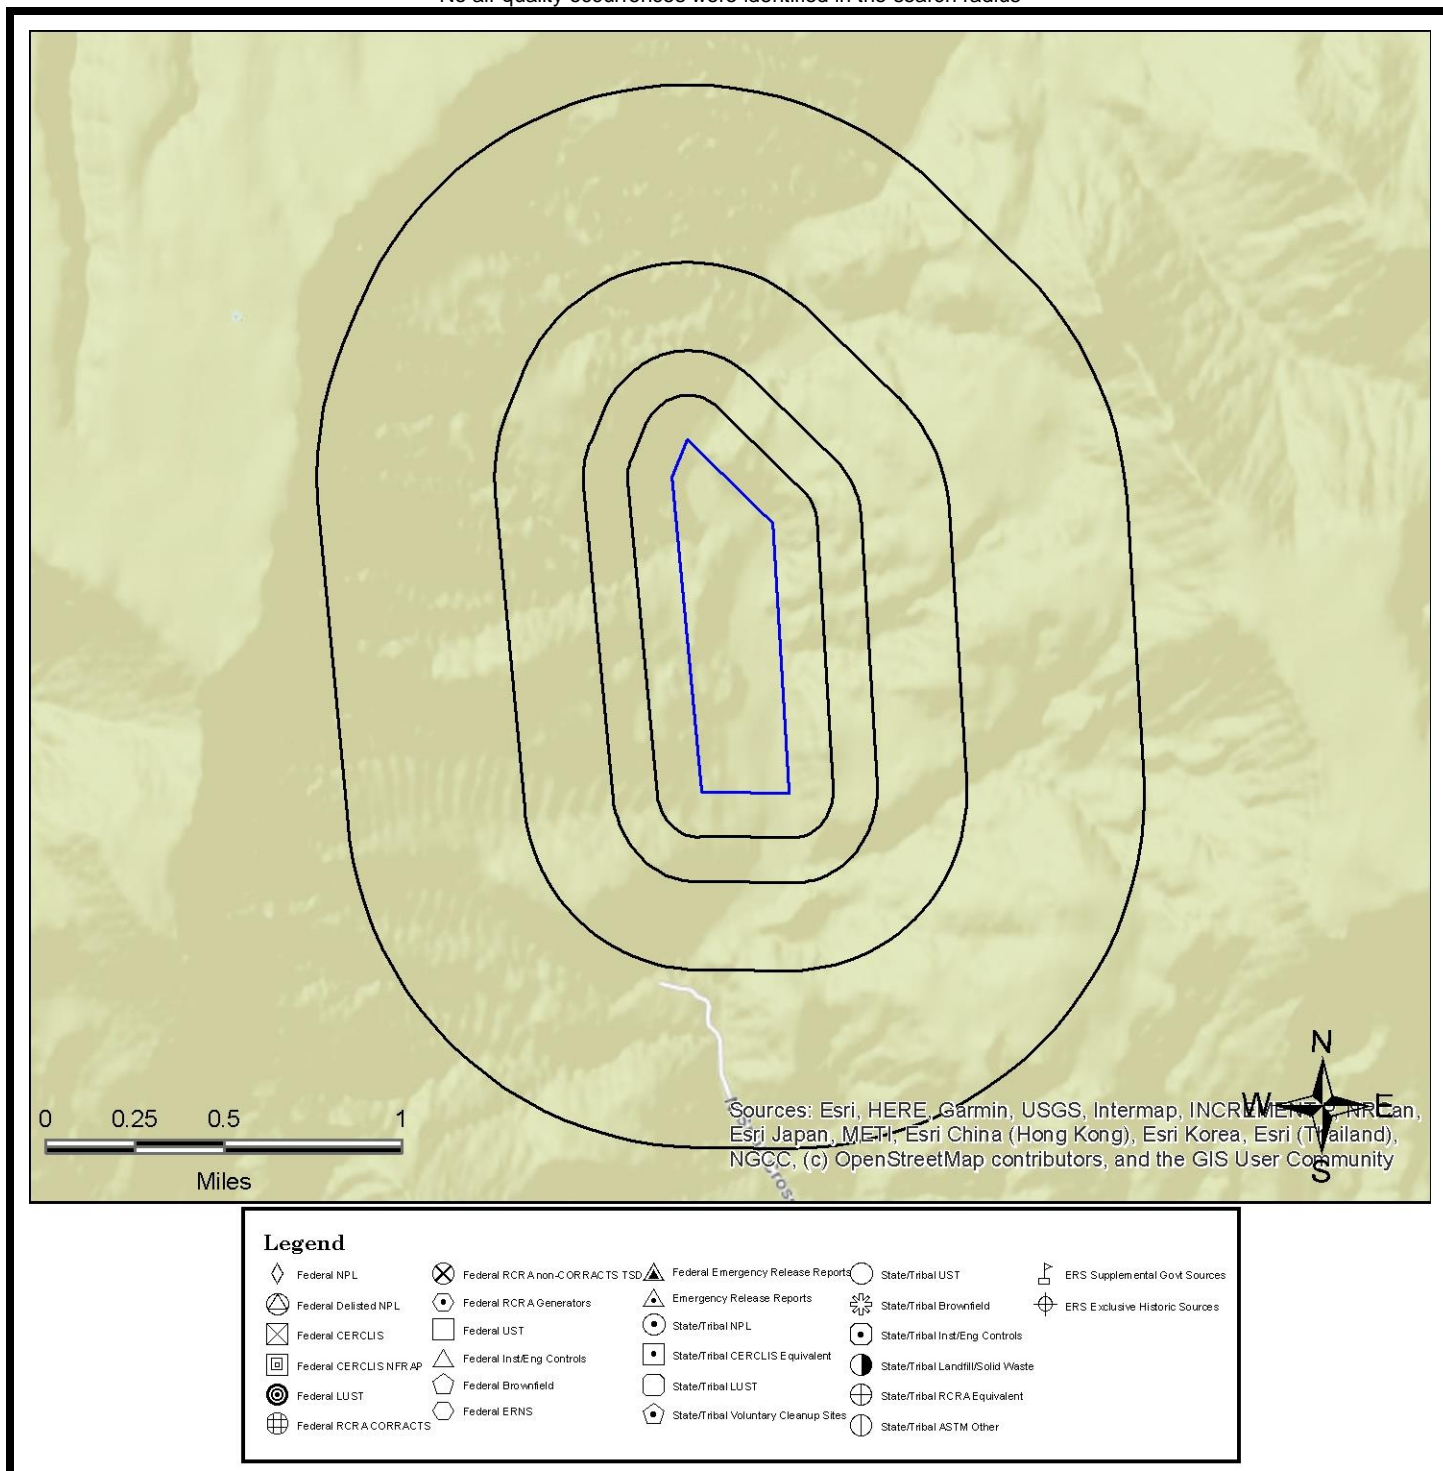 No air quality occurrences were identified in the search radius
N
W E
S
0 0.25 0.5 1
Miles
Sources: Esri, HERE, Garmin, USGS, Intermap, INCREMENT P, NRCan,
Esri Japan, METI, Esri China (Hong Kong), Esri Korea, Esri (Thailand),
NGCC, (c) OpenStreetMap contributors, and the GIS User Community
Legend
Federal NPL
Federal Delisted NPL
Federal CERCLIS
Federal CERCLIS NFRAP
Federal LUST
Federal RCRA CORRACTS
Federal RCRA non-CORRACTS TSD
Federal RCRA Generators
Federal UST
Federal Inst/Eng Controls
Federal Brownfield
Federal ERNS
Federal Emergency Release Reports
Emergency Release Reports
State/Tribal NPL
State/Tribal CERCLIS Equivalent
State/Tribal LUST
State/Tribal Voluntary Cleanup Sites
State/Tribal UST
State/Tribal Brownfield
State/Tribal Inst/Eng Controls
State/Tribal Landfill/Solid Waste
State/Tribal RCRA Equivalent
State/Tribal ASTM Other
ERS Supplemental Govt Sources
ERS Exclusive Historic Sources